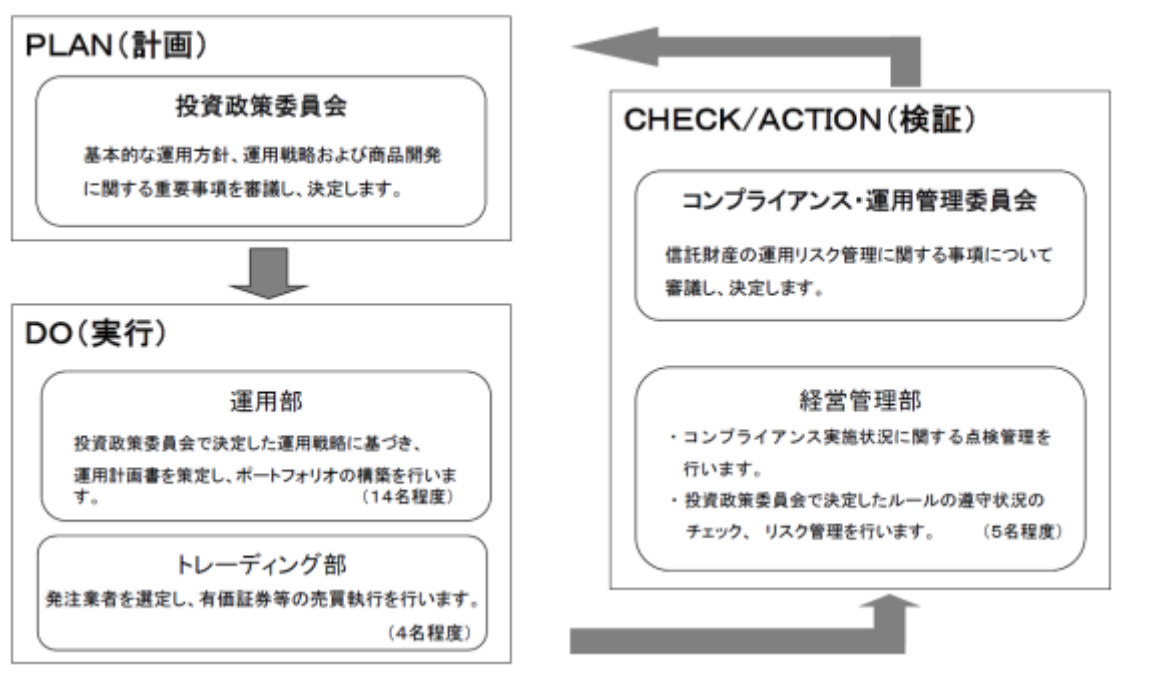 PLAN(計画)
投資政策委員会
基本的な運用方針、運用戦略および商品開発
に関する重要事項を審議し、決定します。
DO(実行)
運用部
投資政策委員会で決定した運用戦略に基づき、
運用計画書を策定し、ポートフォリオの構築を行いま
す。 (14名程度)
トレーディング部
発注業者を選定し、有価証券等の売買執行を行います。
(4名程度)
CHECK/ACTION(検証)
コンプライアンス・運用管理委員会
信託財産の運用リスク管理に関する事項について
審議し、決定します。
経営管理部
・コンプライアンス実施状況に関する点検管理を
行います。
・投資政策委員会で決定したルールの遵守状況の
チェック、 リスク管理を行います。 (5名程度)